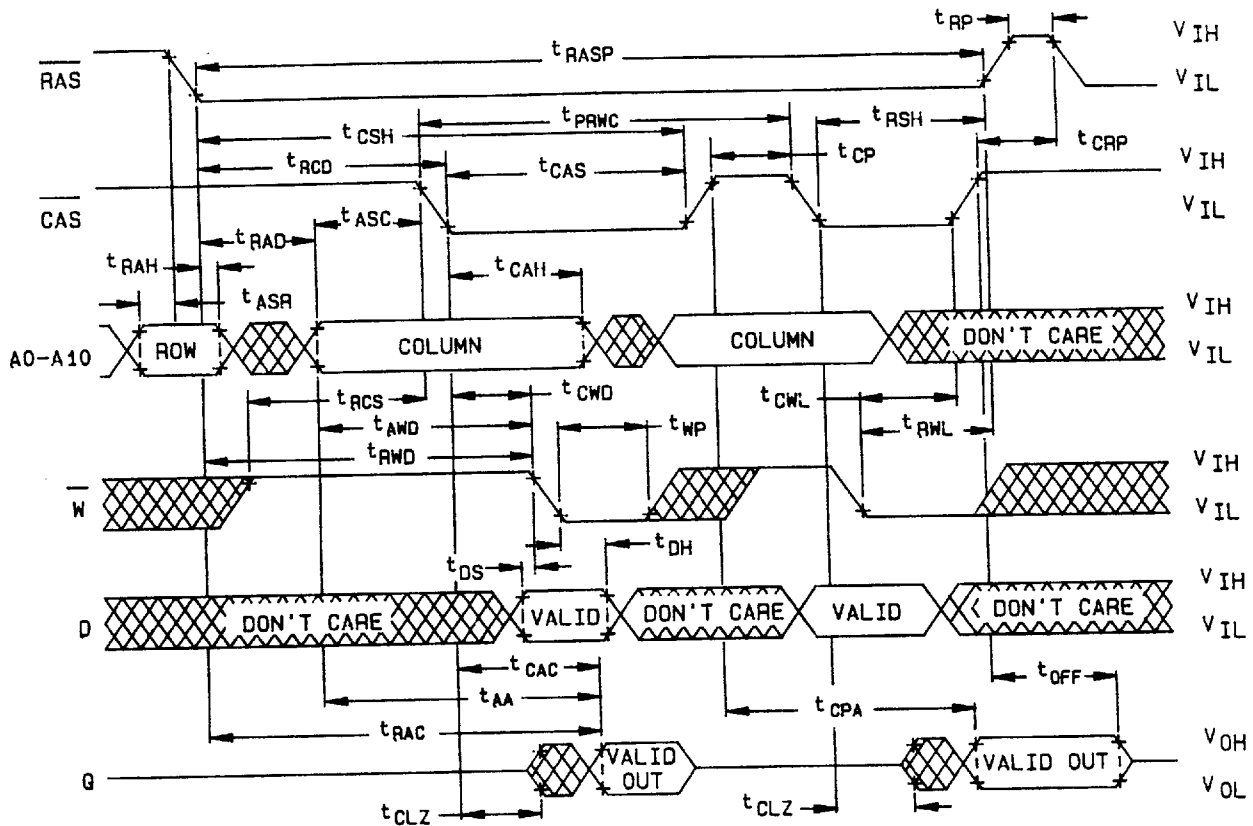 tRP
VIH
tRASP
RAS
VIL
tPRWC
tRSH
tCSH
tCRP
tCP
tRCD
tCAS
VIH
CAS
tASC
VIL
tRAD
tRAH
tCAH
tASR
VIH
A0-A10
ROW
COLUMN
COLUMN
DON'T CARE
VIL
tCWD
tRCS
tCWL
tWP
tAWD
tRWL
tRWD
VIH
W
VIL
tDH
tDS
VIH
D
DON'T CARE
VALID
DON'T CARE
VALID
DON'T CARE
VIL
tCAC
tOFF
tAA
tCPA
tRAC
VOH
Q
VALID OUT
VALID OUT
VOL
tCLZ
tCLZ